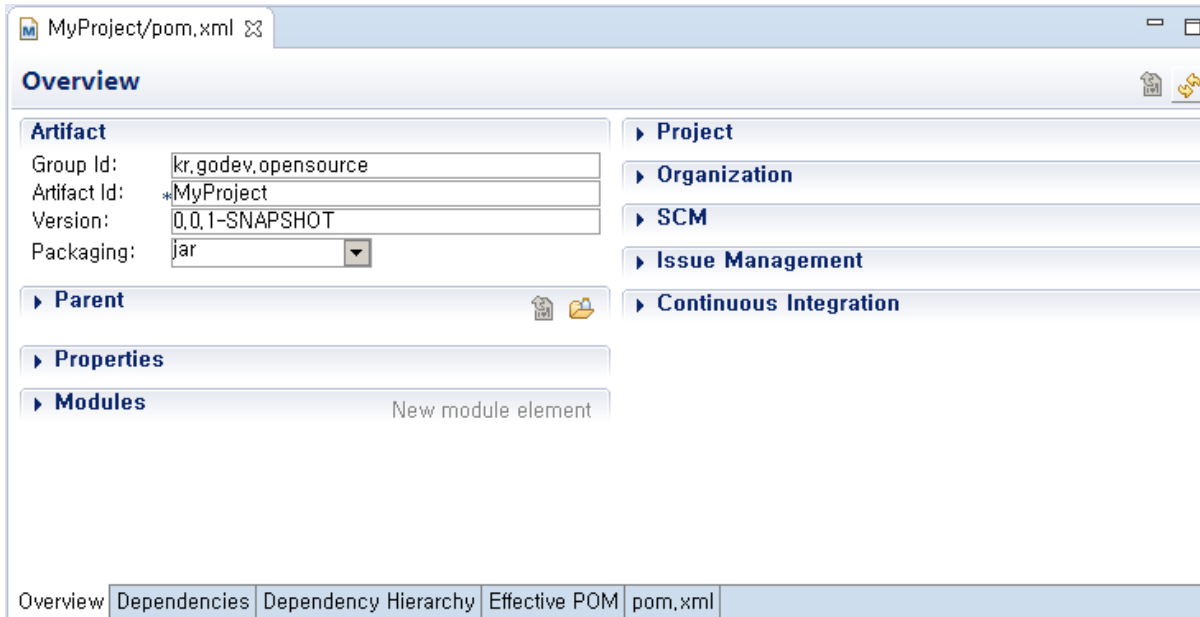 MyProject/pom.xml
Overview
Artifact
Group Id: kr.godev.opensource
Artifact Id: *MyProject
Version: 0.0.1-SNAPSHOT
Packaging: jar
Parent
Properties
Modules New module element
Project
Organization
SCM
Issue Management
Continuous Integration
Overview Dependencies Dependency Hierarchy Effective POM pom.xml